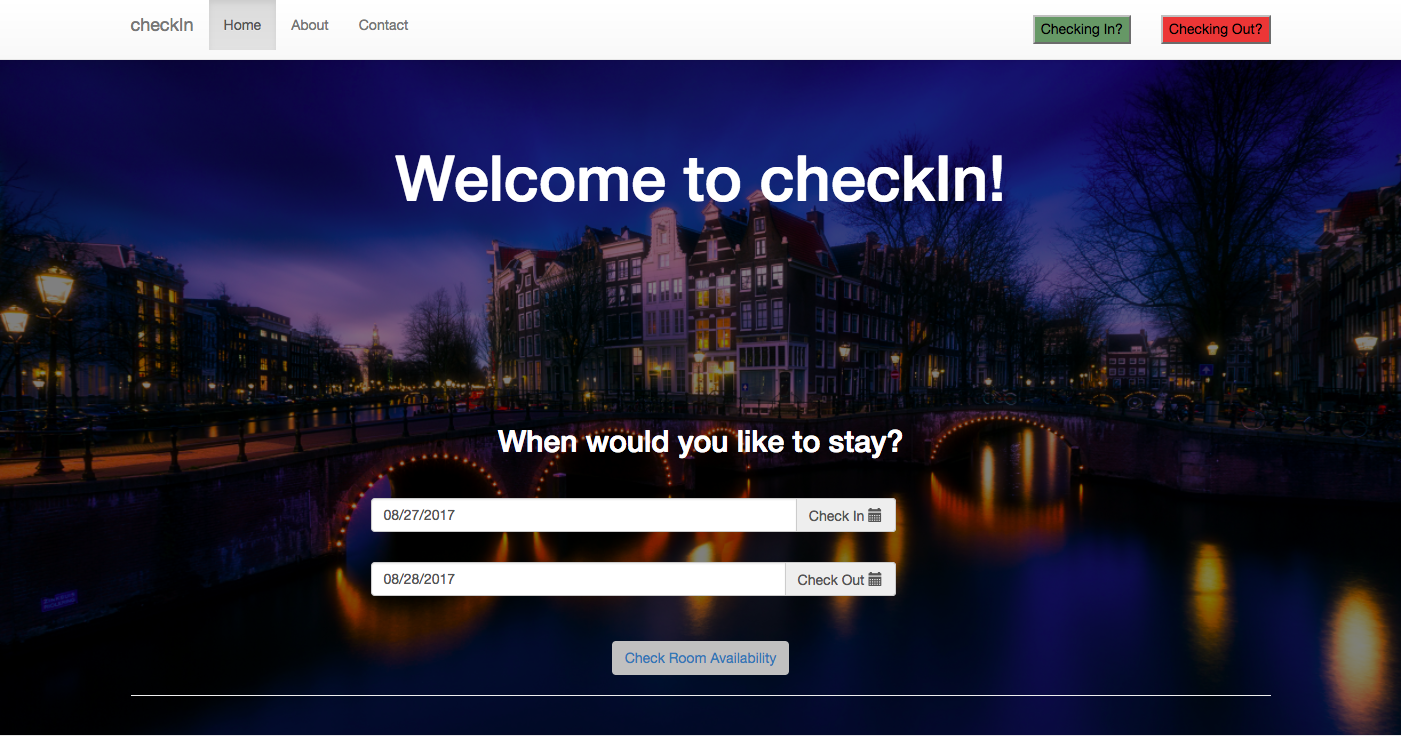 checkIn Home About Contact Checking In? Checking Out?
Welcome to checkIn!
When would you like to stay?
08/27/2017 Check In
08/28/2017 Check Out
Check Room Availability